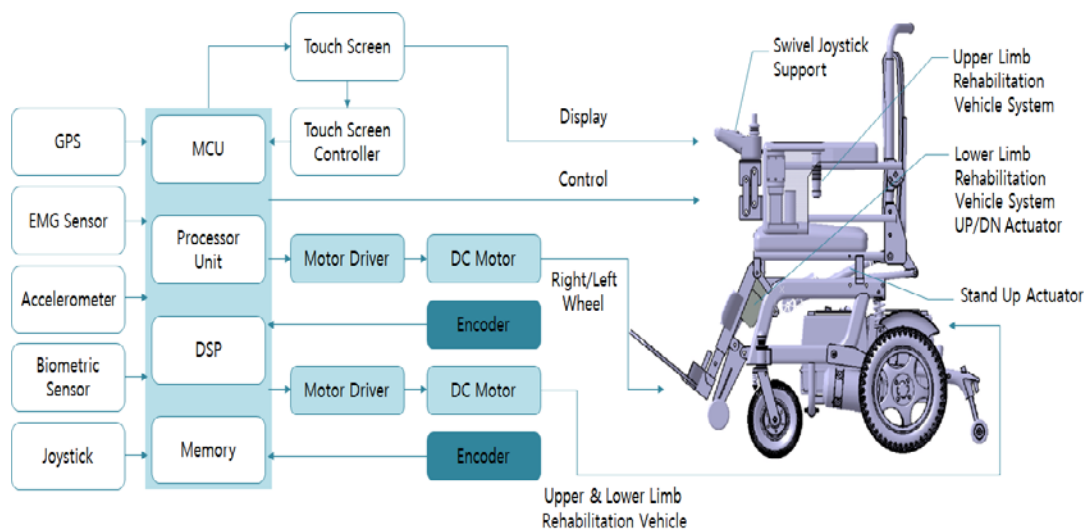 Touch Screen
Touch Screen
Controller
GPS
EMG Sensor
Accelerometer
Biometric
Sensor
Joystick
MCU
Processor
Unit
DSP
Memory
Motor Driver
DC Motor
Encoder
Motor Driver
DC Motor
Encoder
Display
Control
Right/Left
Wheel
Upper & Lower Limb
Rehabilitation Vehicle
Swivel Joystick
Support
Upper Limb
Rehabilitation
Vehicle System
Lower Limb
Rehabilitation
Vehicle System
UP/DN Actuator
Stand Up Actuator